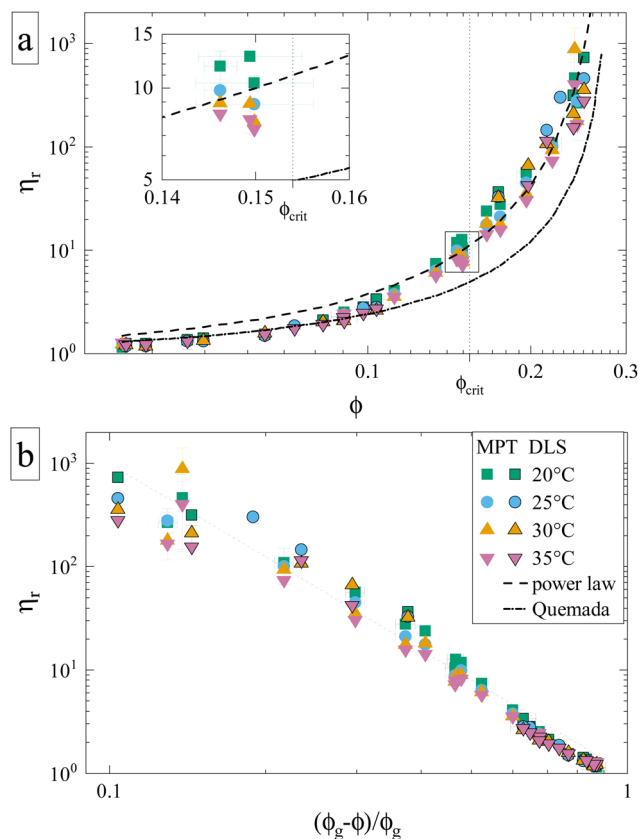 a
10³
10²
10¹
10⁰
ηr
15
10
5
0.14 0.15 0.16
ϕcrit
0.1 ϕcrit 0.2 0.3
ϕ
b
10³
10²
10¹
10⁰
ηr
MPT DLS
20°C
25°C
30°C
35°C
power law
Quemada
0.1 1
(ϕg-ϕ)/ϕg